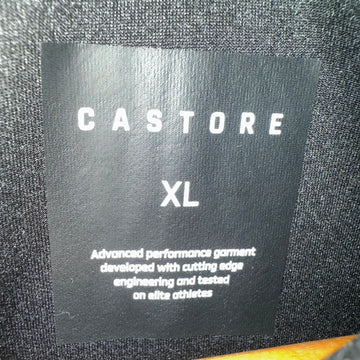 CASTORE
XL
Advanced performance garment
developed with cutting edge
engineering and tested
on elite athletes